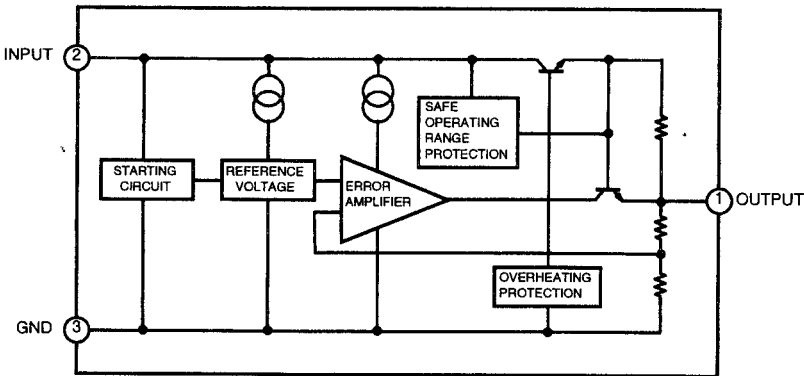 INPUT
2
SAFE
OPERATING
RANGE
PROTECTION
STARTING
CIRCUIT
REFERENCE
VOLTAGE
ERROR
AMPLIFIER
1
OUTPUT
OVERHEATING
PROTECTION
GND
3